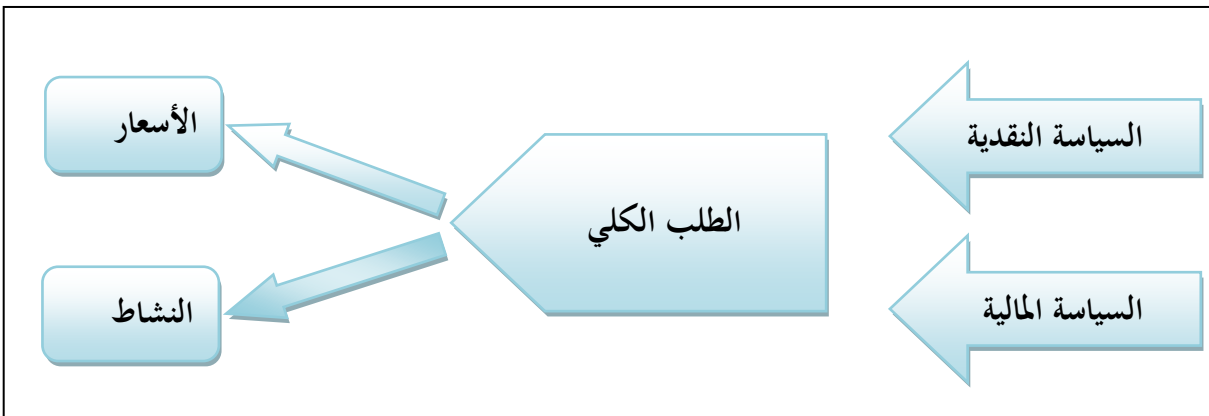 السياسة النقدية
الأسعار
الطلب الكلي
السياسة المالية
النشاط